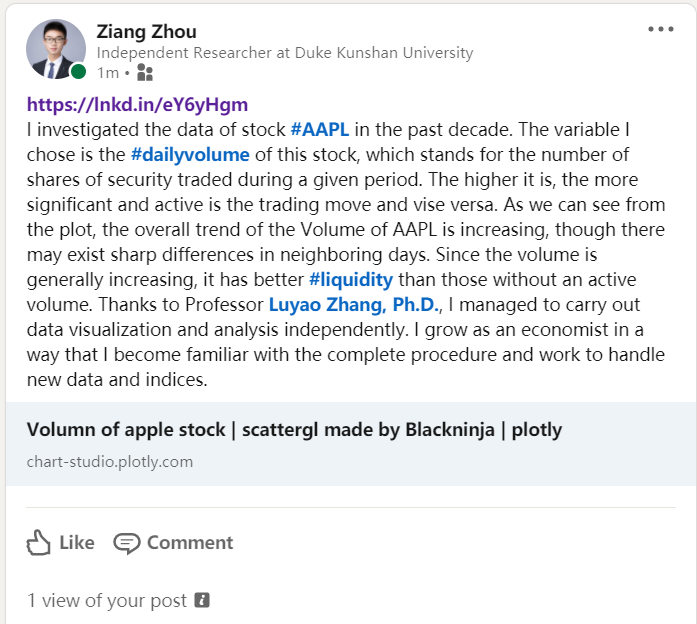 Ziang Zhou
Independent Researcher at Duke Kunshan University
1m •
https://lnkd.in/eY6yHgm
I investigated the data of stock #AAPL in the past decade. The variable I
chose is the #dailyvolume of this stock, which stands for the number of
shares of security traded during a given period. The higher it is, the more
significant and active is the trading move and vise versa. As we can see from
the plot, the overall trend of the Volume of AAPL is increasing, though there
may exist sharp differences in neighboring days. Since the volume is
generally increasing, it has better #liquidity than those without an active
volume. Thanks to Professor Luyao Zhang, Ph.D., I managed to carry out
data visualization and analysis independently. I grow as an economist in a
way that I become familiar with the complete procedure and work to handle
new data and indices.
Volumn of apple stock | scattergl made by Blackninja | plotly
chart-studio.plotly.com
Like Comment
1 view of your post